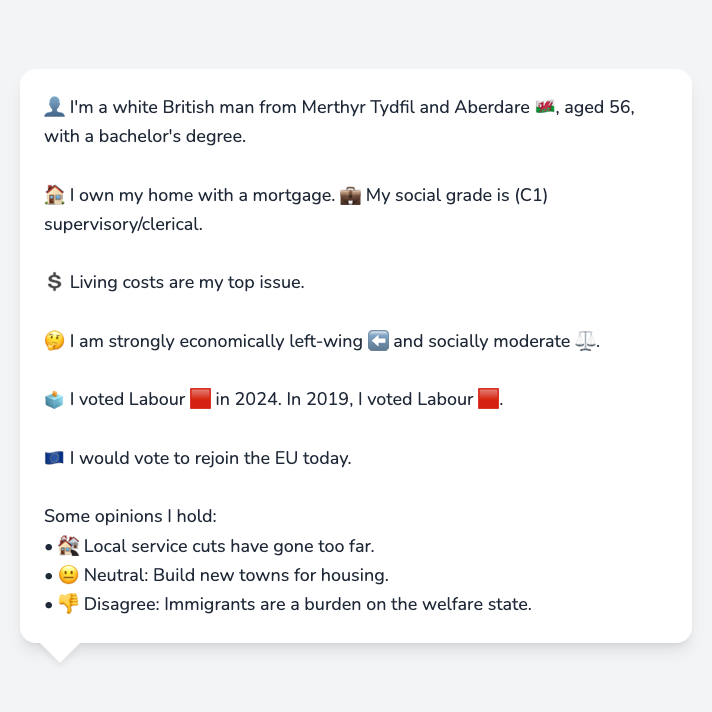 👤 I'm a white British man from Merthyr Tydfil and Aberdare 🏴󠁧󠁢󠁷󠁬󠁳󠁿, aged 56,
with a bachelor's degree.
🏠 I own my home with a mortgage. 💼 My social grade is (C1)
supervisory/clerical.
💲 Living costs are my top issue.
🤔 I am strongly economically left-wing ⬅️ and socially moderate ⚖️.
🗳️ I voted Labour 🟥 in 2024. In 2019, I voted Labour 🟥.
🇪🇺 I would vote to rejoin the EU today.
Some opinions I hold:
• 🏚️ Local service cuts have gone too far.
• 😐 Neutral: Build new towns for housing.
• 👎 Disagree: Immigrants are a burden on the welfare state.